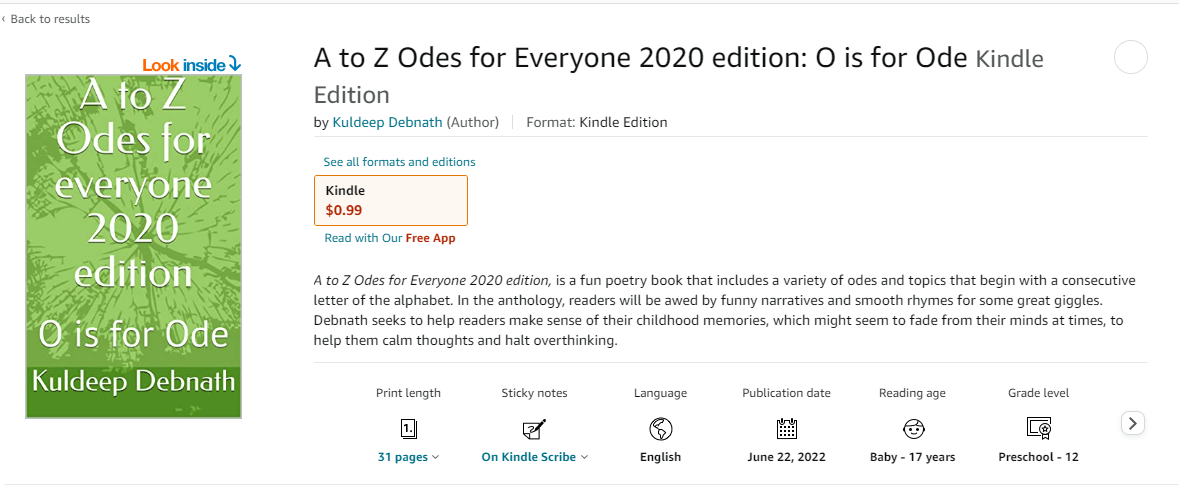 ‹ Back to results
Look inside
A to Z
Odes for
everyone
2020
edition
O is for Ode
Kuldeep Debnath
A to Z Odes for Everyone 2020 edition: O is for Ode Kindle
Edition
by Kuldeep Debnath (Author) Format: Kindle Edition
See all formats and editions
Kindle
$0.99
Read with Our Free App
A to Z Odes for Everyone 2020 edition, is a fun poetry book that includes a variety of odes and topics that begin with a consecutive
letter of the alphabet. In the anthology, readers will be awed by funny narratives and smooth rhymes for some great giggles.
Debnath seeks to help readers make sense of their childhood memories, which might seem to fade from their minds at times, to
help them calm thoughts and halt overthinking.
Print length Sticky notes Language Publication date Reading age Grade level
1.
31 pages On Kindle Scribe English June 22, 2022 Baby - 17 years Preschool - 12